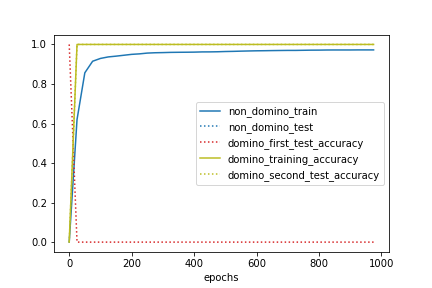 1.0
0.8
0.6
0.4
0.2
0.0
non_domino_train
non_domino_test
domino_first_test_accuracy
domino_training_accuracy
domino_second_test_accuracy
0 200 400 600 800 1000
epochs